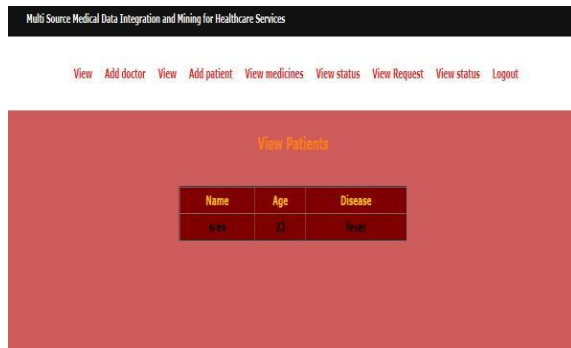 Multi Source Medical Data Integration and Mining for Healthcare Services
View Add doctor View Add patient View medicines View status View Request View status Logout
View Patients
Name Age Disease
23 fever